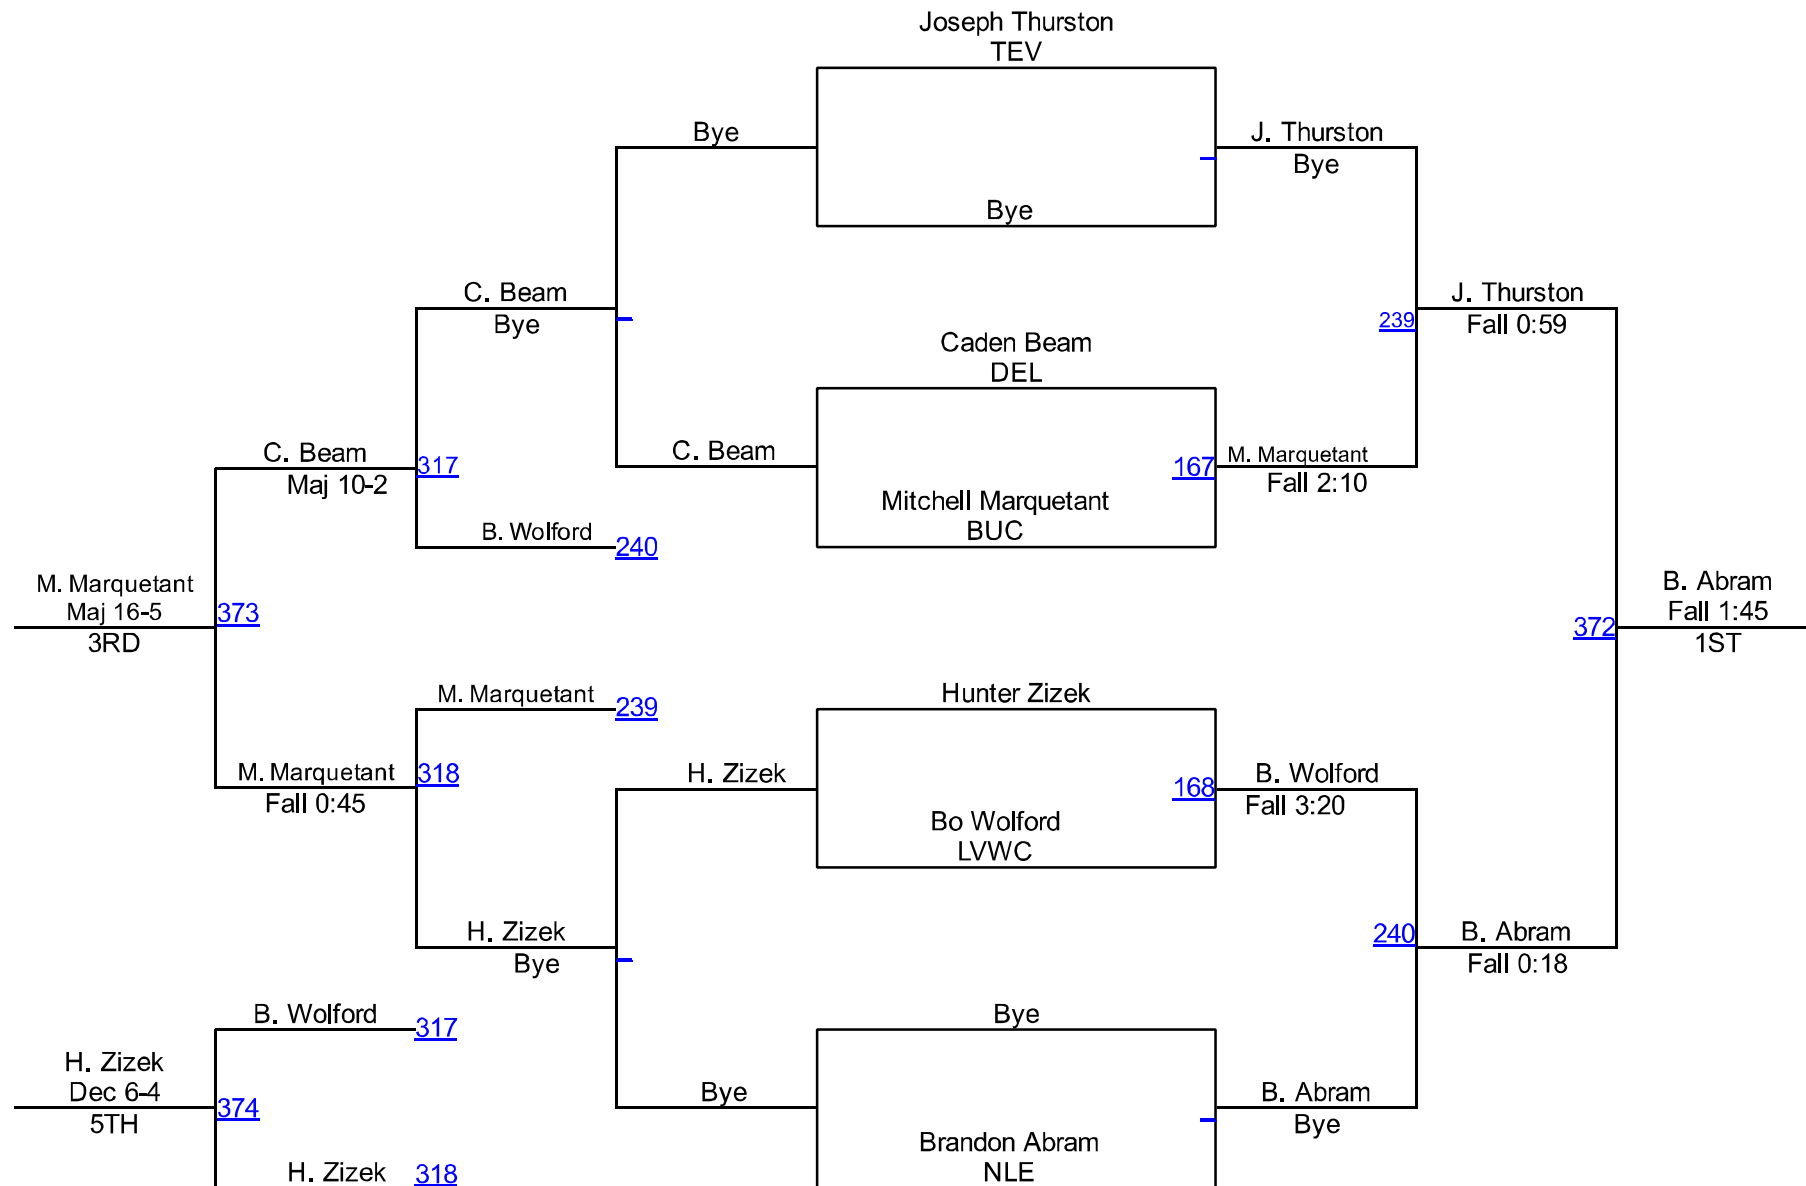 Joseph Thurston
TEV
Bye
J. Thurston
Bye
Bye
C. Beam
Bye
J. Thurston
Fall 0:59
239
Caden Beam
DEL
C. Beam
Maj 10-2
317
C. Beam
167
M. Marquetant
Fall 2:10
Mitchell Marquetant
BUC
B. Wolford
240
M. Marquetant
Maj 16-5
3RD
373
372
B. Abram
Fall 1:45
1ST
M. Marquetant
239
Hunter Zizek
M. Marquetant
Fall 0:45
318
H. Zizek
168
B. Wolford
Fall 3:20
Bo Wolford
LVWC
H. Zizek
Bye
240
B. Abram
Fall 0:18
B. Wolford
317
Bye
H. Zizek
Dec 6-4
5TH
374
Bye
B. Abram
Bye
Brandon Abram
NLE
H. Zizek
318